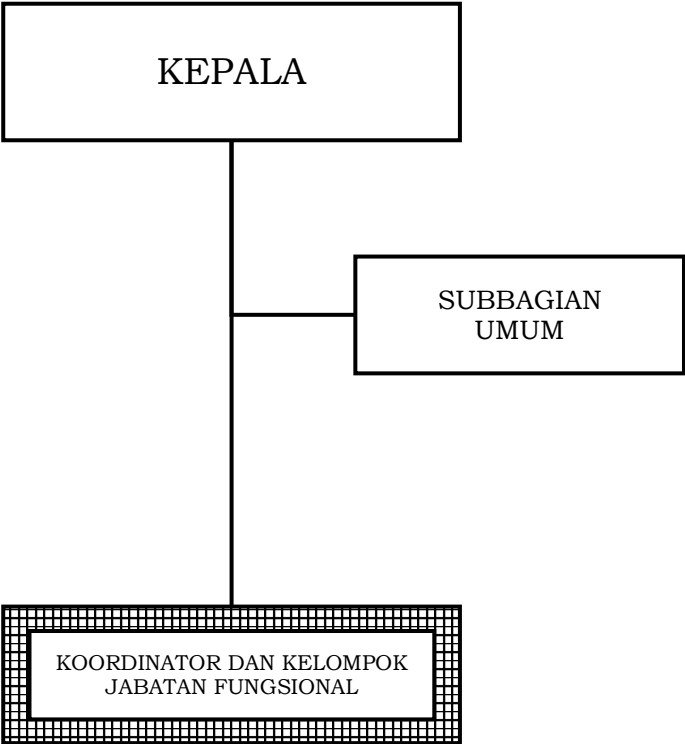 KEPALA
SUBBAGIAN
UMUM
KOORDINATOR DAN KELOMPOK
JABATAN FUNGSIONAL